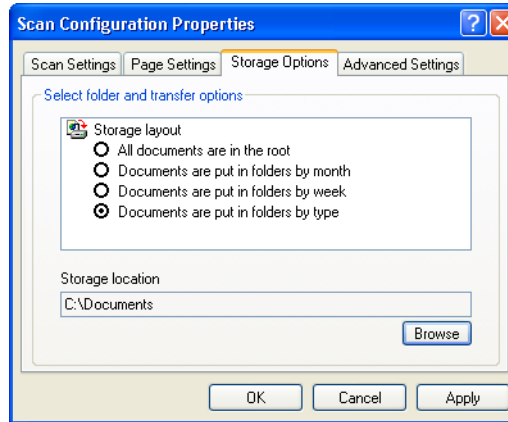 Scan Configuration Properties
Scan Settings Page Settings Storage Options Advanced Settings
Select folder and transfer options
Storage layout
All documents are in the root
Documents are put in folders by month
Documents are put in folders by week
Documents are put in folders by type
Storage location
C:\Documents
Browse
OK Cancel Apply